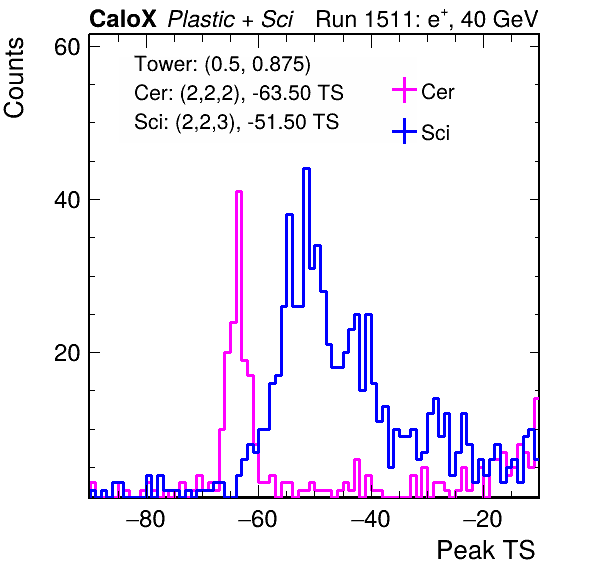 CaloX Plastic + Sci Run 1511: e+, 40 GeV
Counts
Tower: (0.5, 0.875)
Cer: (2,2,2), -63.50 TS
Sci: (2,2,3), -51.50 TS
Cer
Sci
60
40
20
−80 −60 −40 −20
Peak TS